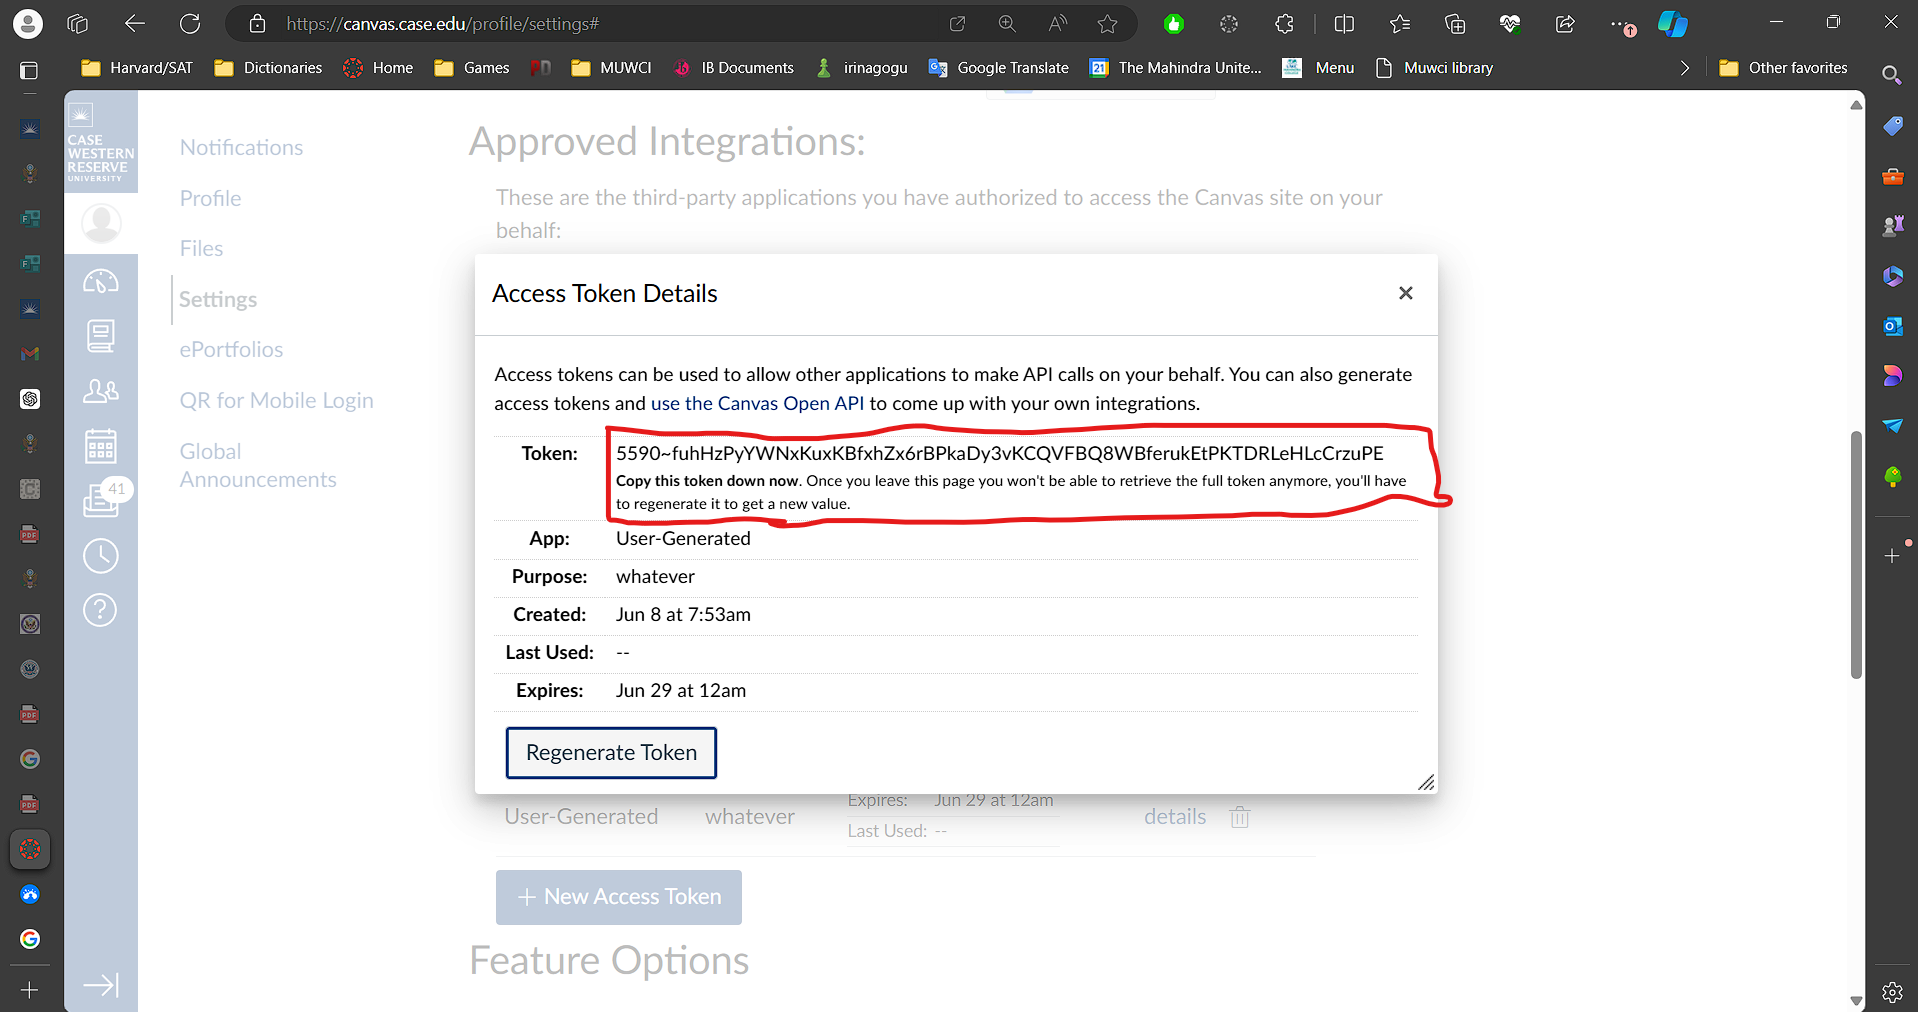 https://canvas.case.edu/profile/settings#
Harvard/SAT Dictionaries Home Games MUWCI IB Documents irinagogu Google Translate The Mahindra Unite... Menu Muwci library Other favorites
CASE
WESTERN
RESERVE
UNIVERSITY
41
Notifications
Profile
Files
Settings
ePortfolios
QR for Mobile Login
Global
Announcements
Approved Integrations:
These are the third-party applications you have authorized to access the Canvas site on your
behalf:
Access Token Details
Access tokens can be used to allow other applications to make API calls on your behalf. You can also generate
access tokens and use the Canvas Open API to come up with your own integrations.
Token: 5590~fuhHzPyYWNxKuxKBfxhZx6rBPkaDy3vKCQVFBQ8WBferukEtPKTDRLeHLcCrzuPE
Copy this token down now. Once you leave this page you won't be able to retrieve the full token anymore, you'll have
to regenerate it to get a new value.
App: User-Generated
Purpose: whatever
Created: Jun 8 at 7:53am
Last Used: --
Expires: Jun 29 at 12am
Regenerate Token
Expires: Jun 29 at 12am
User-Generated whatever details
Last Used: --
+ New Access Token
Feature Options